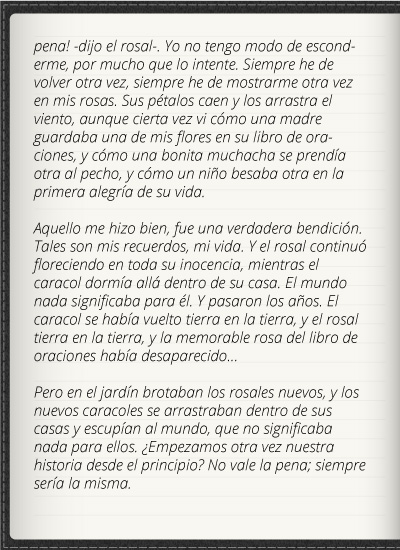 pena! -dijo el rosal-. Yo no tengo modo de escond-
erme, por mucho que lo intente. Siempre he de
volver otra vez, siempre he de mostrarme otra vez
en mis rosas. Sus pétalos caen y los arrastra el
viento, aunque cierta vez vi cómo una madre
guardaba una de mis flores en su libro de ora-
ciones, y cómo una bonita muchacha se prendía
otra al pecho, y cómo un niño besaba otra en la
primera alegría de su vida.

Aquello me hizo bien, fue una verdadera bendición.
Tales son mis recuerdos, mi vida. Y el rosal continuó
floreciendo en toda su inocencia, mientras el
caracol dormía allá dentro de su casa. El mundo
nada significaba para él. Y pasaron los años. El
caracol se había vuelto tierra en la tierra, y el rosal
tierra en la tierra, y la memorable rosa del libro de
oraciones había desaparecido...

Pero en el jardín brotaban los rosales nuevos, y los
nuevos caracoles se arrastraban dentro de sus
casas y escupían al mundo, que no significaba
nada para ellos. ¿Empezamos otra vez nuestra
historia desde el principio? No vale la pena; siempre
sería la misma.